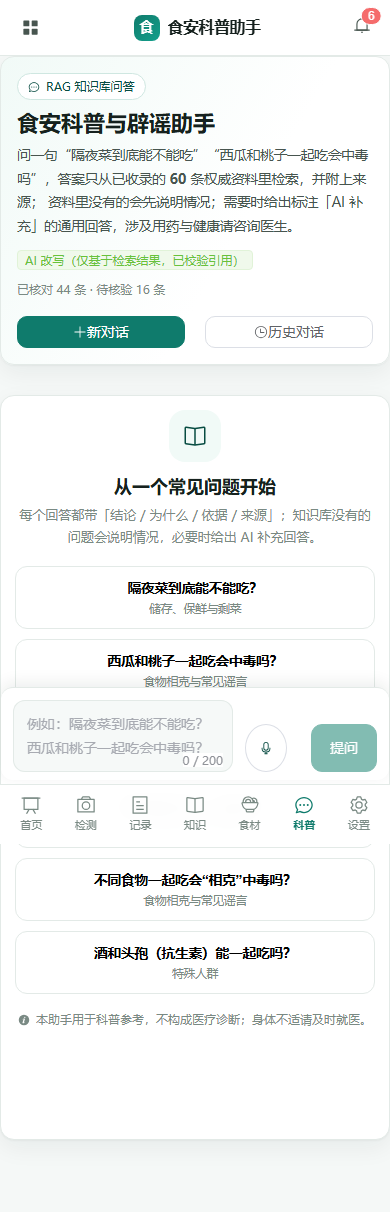 食 食安科普助手
6
RAG 知识库问答
食安科普与辟谣助手
问一句“隔夜菜到底能不能吃”“西瓜和桃子一起吃会中毒
吗”，答案只从已收录的 60 条权威资料里检索，并附上来
源； 资料里没有的会先说明情况；需要时给出标注「AI 补
充」的通用回答，涉及用药与健康请咨询医生。
AI 改写（仅基于检索结果，已校验引用）
已核对 44 条 · 待核验 16 条
+新对话
历史对话
从一个常见问题开始
每个回答都带「结论 / 为什么 / 依据 / 来源」；知识库没有的
问题会说明情况，必要时给出 AI 补充回答。
隔夜菜到底能不能吃？
储存、保鲜与剩菜
西瓜和桃子一起吃会中毒吗？
食物相克与常见谣言
例如：隔夜菜到底能不能吃？
西瓜和桃子一起吃会中毒吗？
0 / 200
提问
首页
检测
记录
知识
食材
科普
设置
不同食物一起吃会“相克”中毒吗？
食物相克与常见谣言
酒和头孢（抗生素）能一起吃吗？
特殊人群
本助手用于科普参考，不构成医疗诊断；身体不适请及时就医。